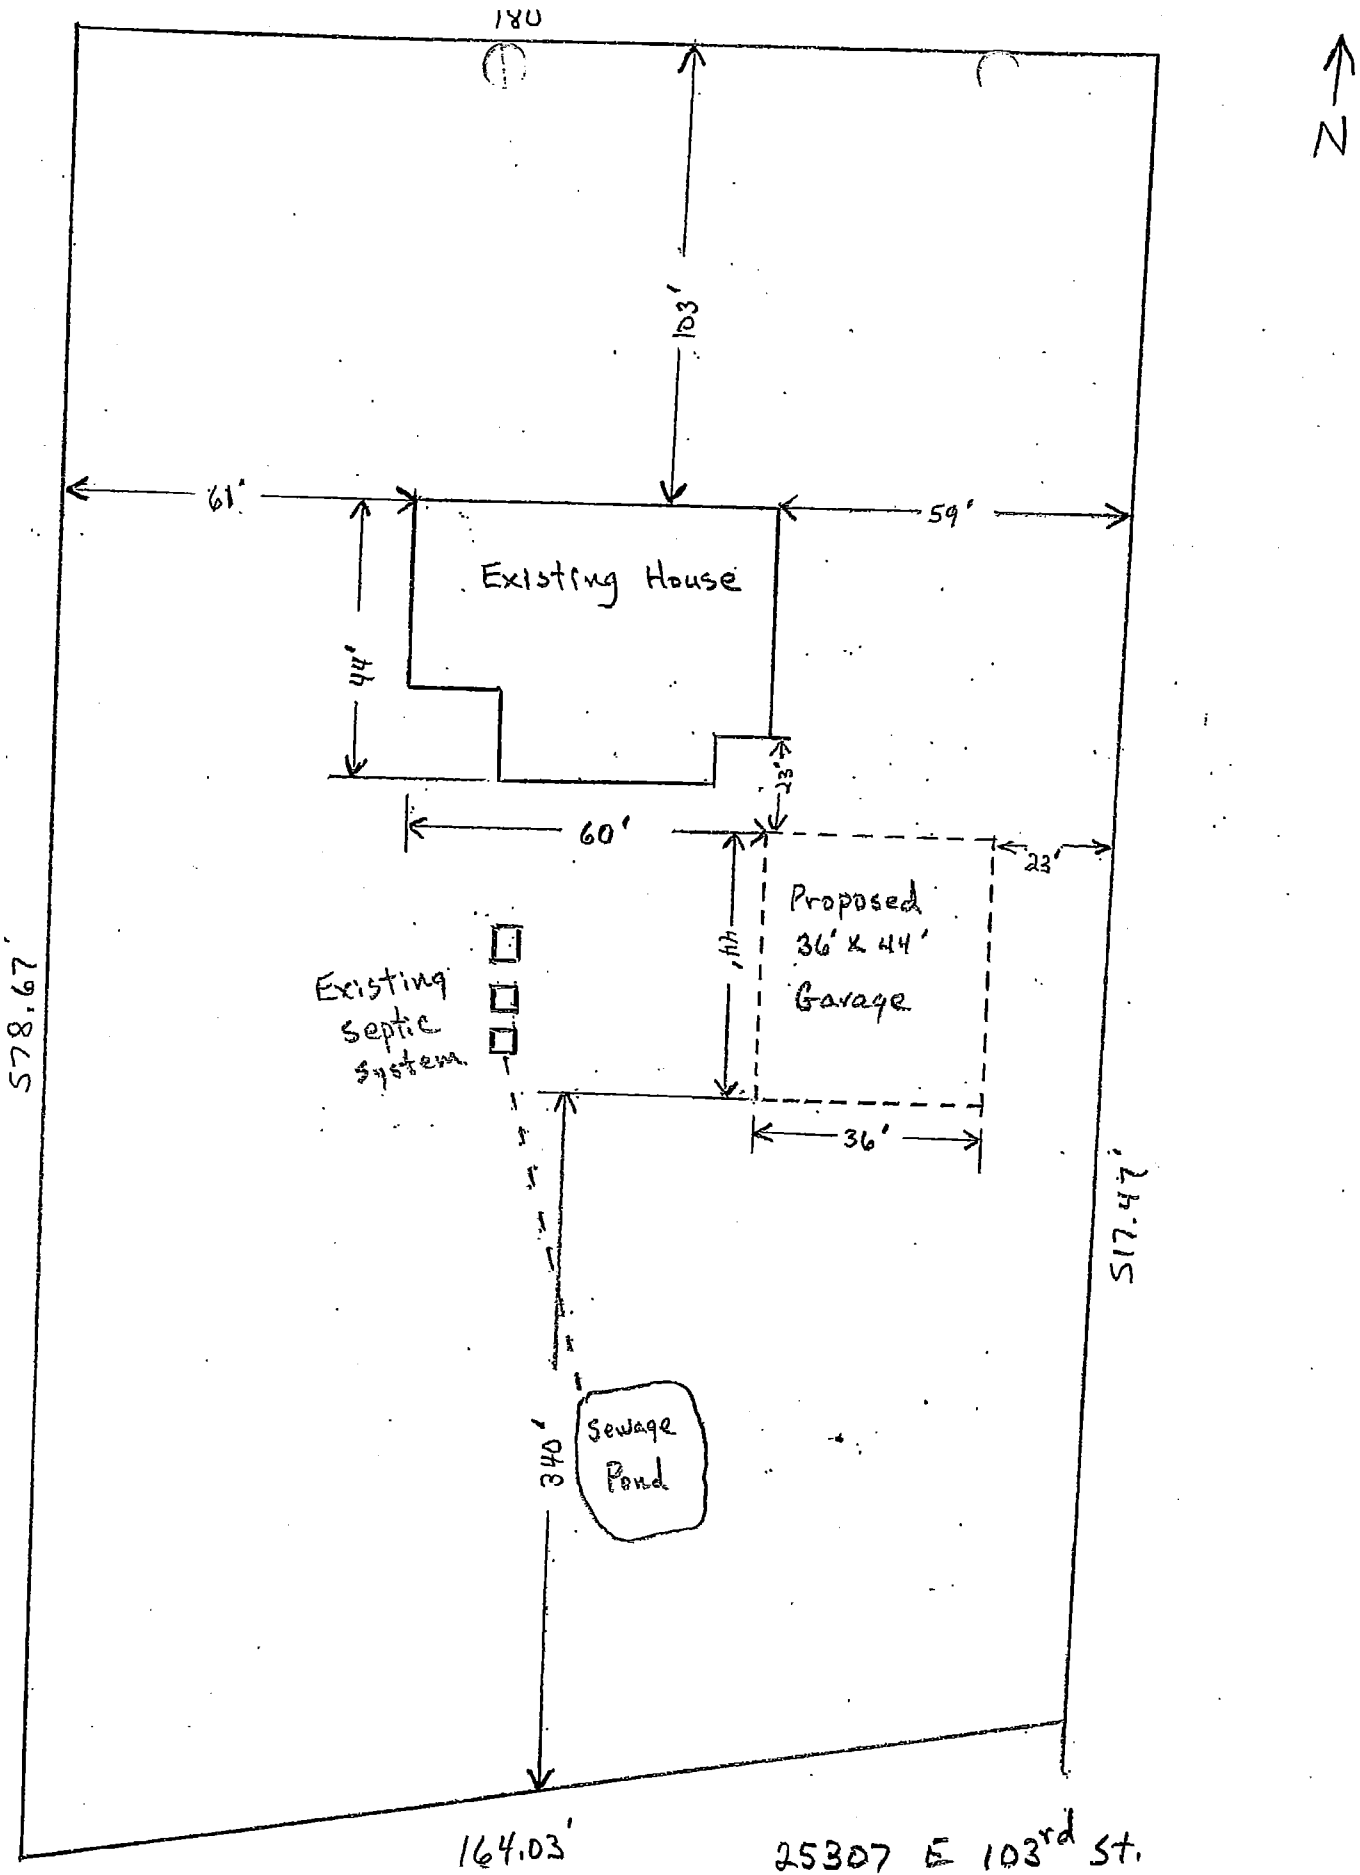 180
N
103'
61'
59'
Existing House
44'
23'
60'
23'
Proposed
36' x 44'
Garage
44'
Existing
septic
system
578.67'
36'
517.47'
340'
Sewage
Pond
164.03'
25307 E 103rd St.